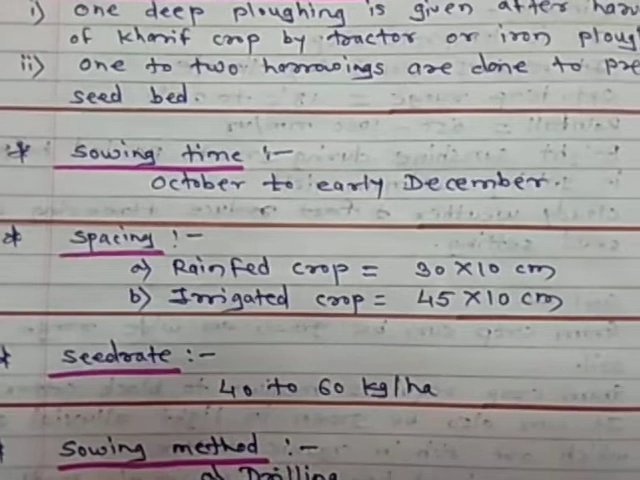 i) one deep ploughing is given after
of kharif crop by tractor or iron
ii) one to two harrowings are done to
seed bed.
* Sowing time :-
October to early December.
* Spacing :-
a) Rainfed crop = 30 X 10 cm
b) Irrigated crop = 45 X 10 cm
* Seedrate :-
40 to 60 kg/ha
* Sowing method :-
a) Drilling